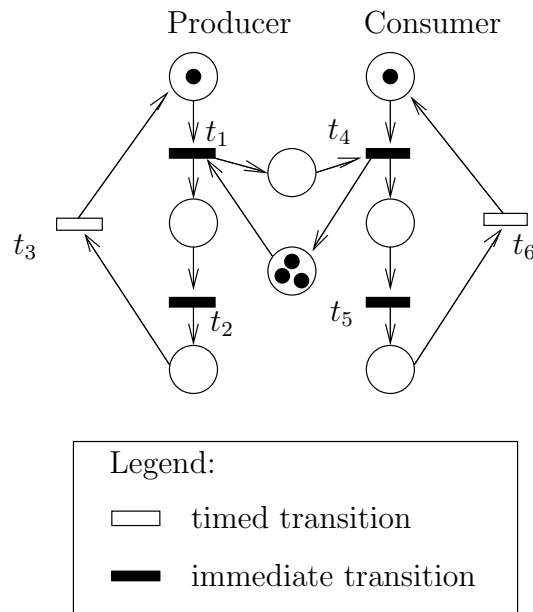 Producer Consumer
t1 t4
t3 t6
t2 t5
Legend:
timed transition
immediate transition